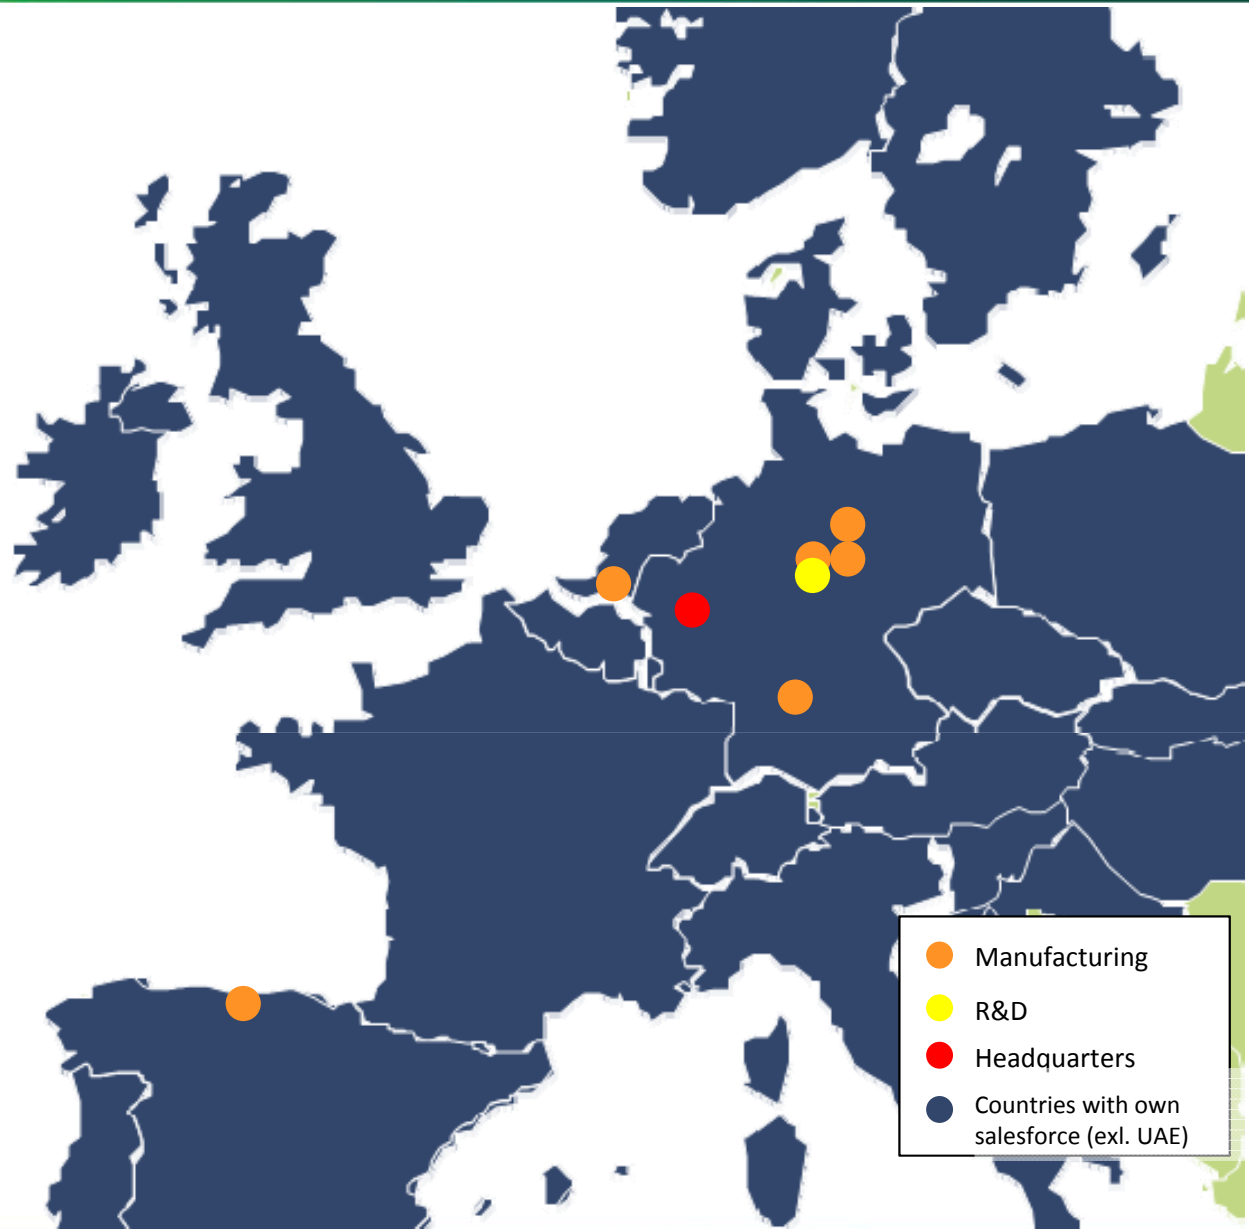 Manufacturing
R&D
Headquarters
Countries with own
salesforce (exl. UAE)